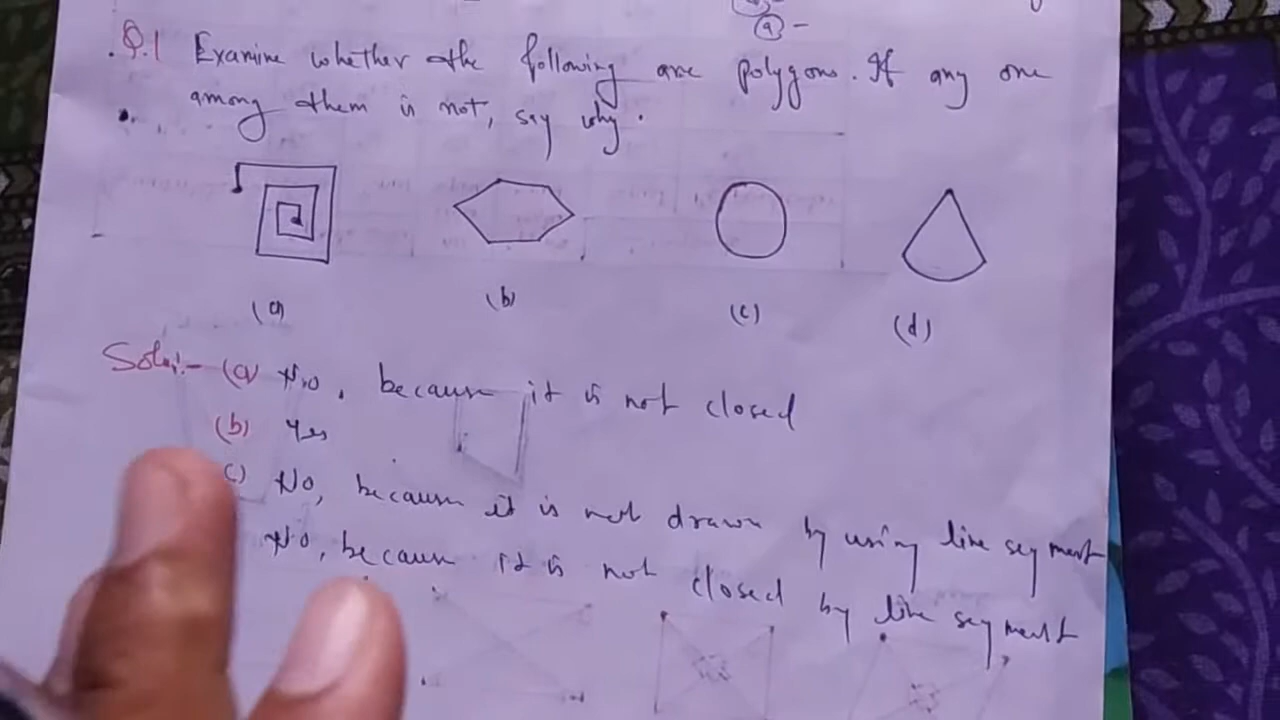 Q.1 Examine whether the following are polygons. If any one
among them is not, say why.
(a) (b) (c) (d)
Soln:- (a) No, because it is not closed
(b) Yes
c) No, because it is not drawn by using line segment
No, because it is not closed by line segment